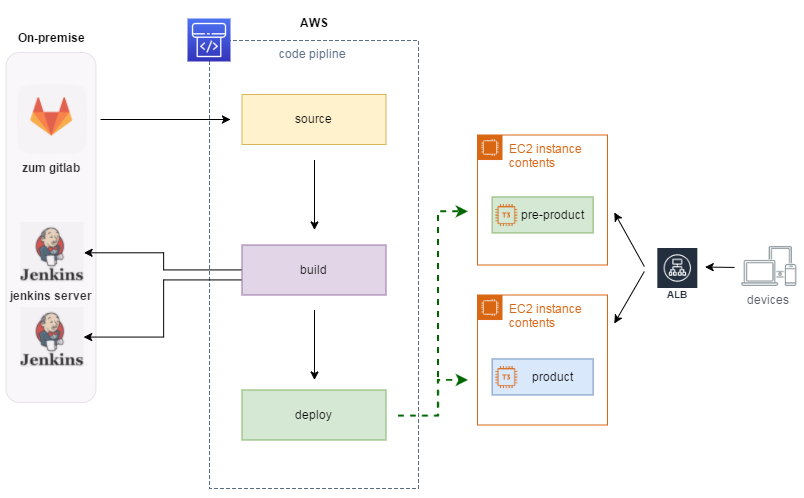 AWS
On-premise
code pipline
zum gitlab
source
EC2 instance
contents
T3
pre-product
Jenkins
jenkins server
Jenkins
build
ALB
devices
EC2 instance
contents
T3
product
deploy